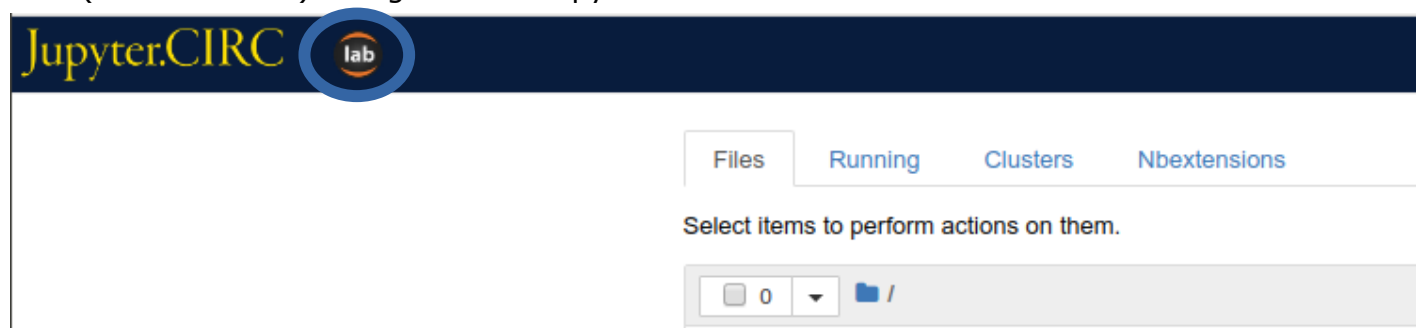 Jupyter.CIRC lab
Files Running Clusters Nbextensions
Select items to perform actions on them.
0 /